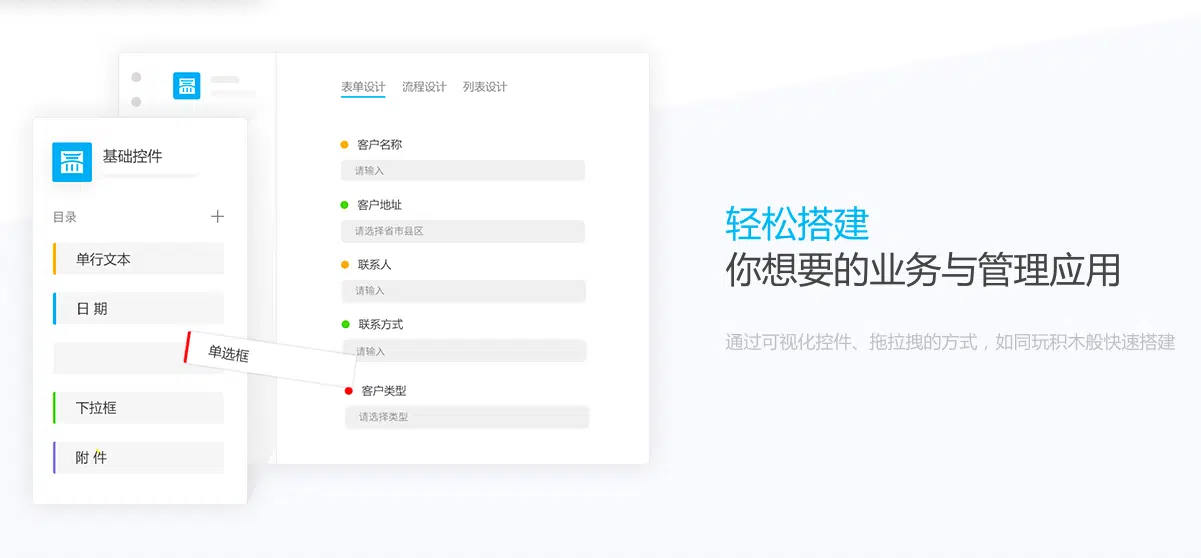 表单设计 流程设计 列表设计
基础控件
目录
单行文本
日 期
单选框
下拉框
附 件
客户名称
请输入
客户地址
请选择省市县区
联系人
请输入
联系方式
请输入
客户类型
请选择类型
轻松搭建
你想要的业务与管理应用
通过可视化控件、拖拉拽的方式，如同玩积木般快速搭建